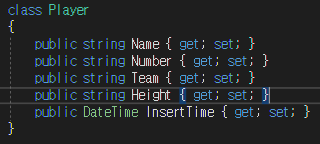 class Player
{
public string Name { get; set; }
public string Number { get; set; }
public string Team { get; set; }
public string Height { get; set; }
public DateTime InsertTime { get; set; }
}